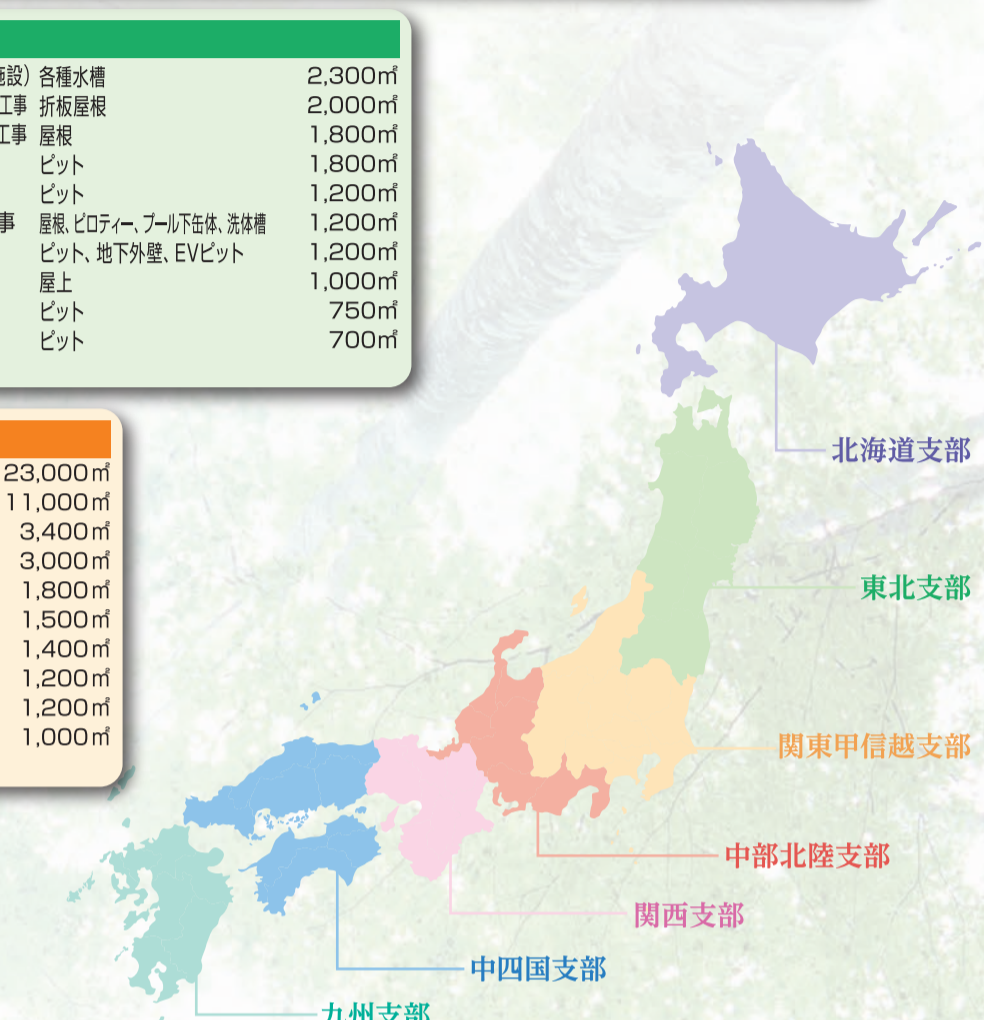 施設) 各種水槽 2,300㎡
工事 折板屋根 2,000㎡
工事 屋根 1,800㎡
ピット 1,800㎡
ピット 1,200㎡
事 屋根、ピロティー、プール下缶体、洗体槽 1,200㎡
ピット、地下外壁、EVピット 1,200㎡
屋上 1,000㎡
ピット 750㎡
ピット 700㎡
23,000㎡
11,000㎡
3,400㎡
3,000㎡
1,800㎡
1,500㎡
1,400㎡
1,200㎡
1,200㎡
1,000㎡
北海道支部
東北支部
関東甲信越支部
中部北陸支部
関西支部
中四国支部
九州支部